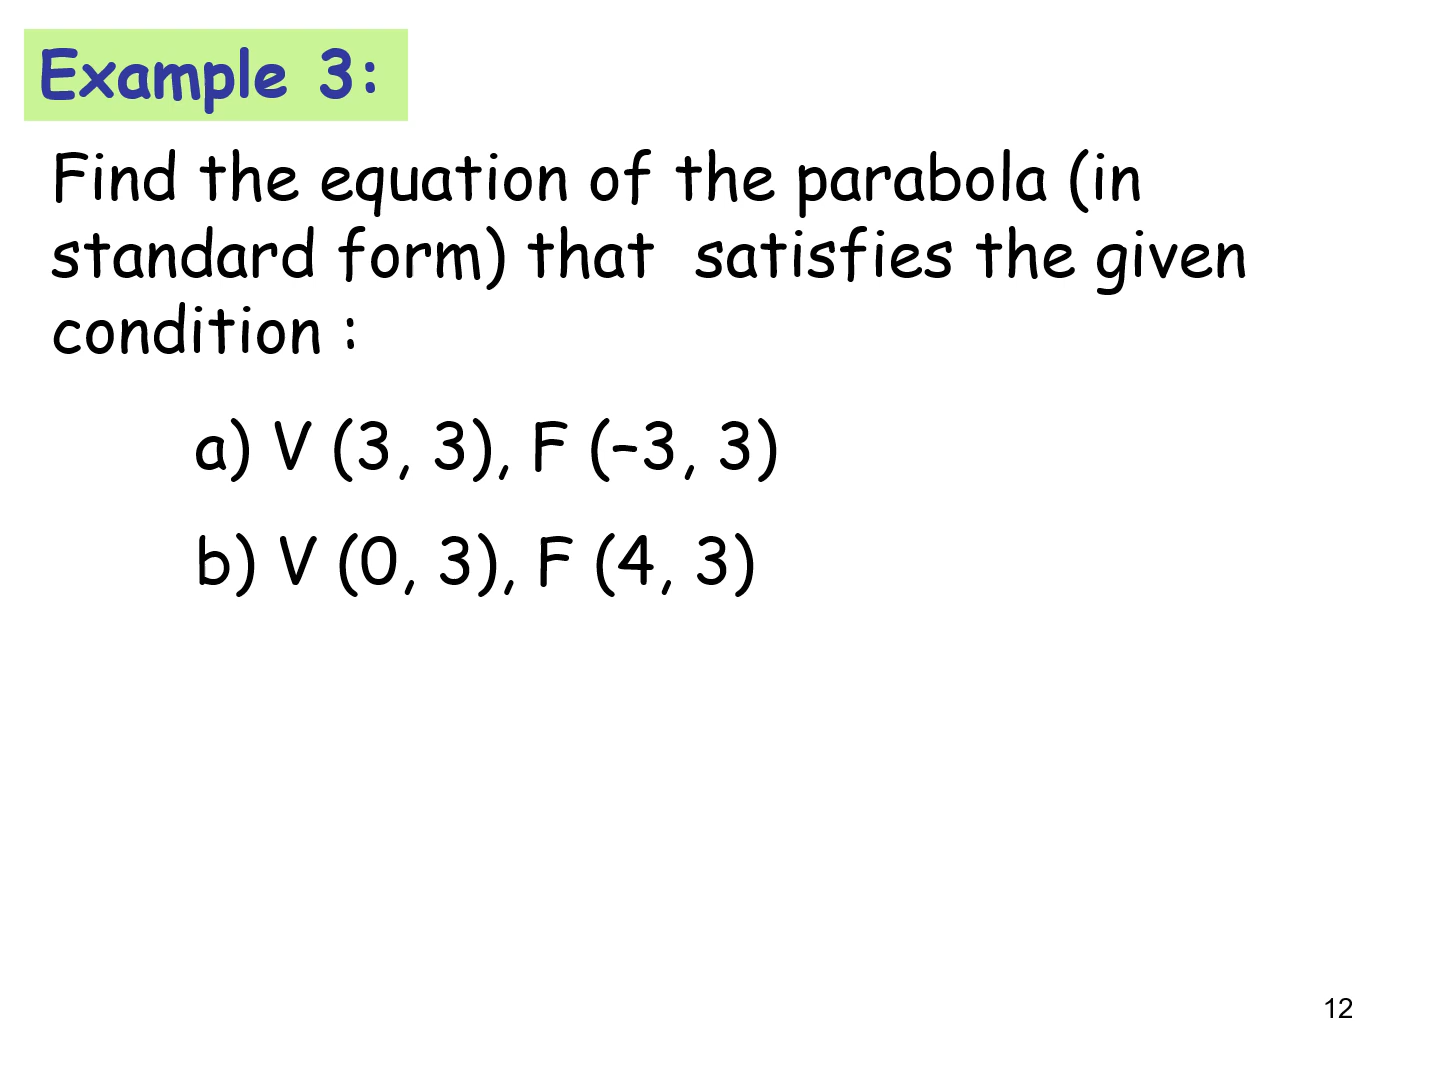 Example 3:
Find the equation of the parabola (in
standard form) that satisfies the given
condition :
a) V (3, 3), F (–3, 3)
b) V (0, 3), F (4, 3)
12